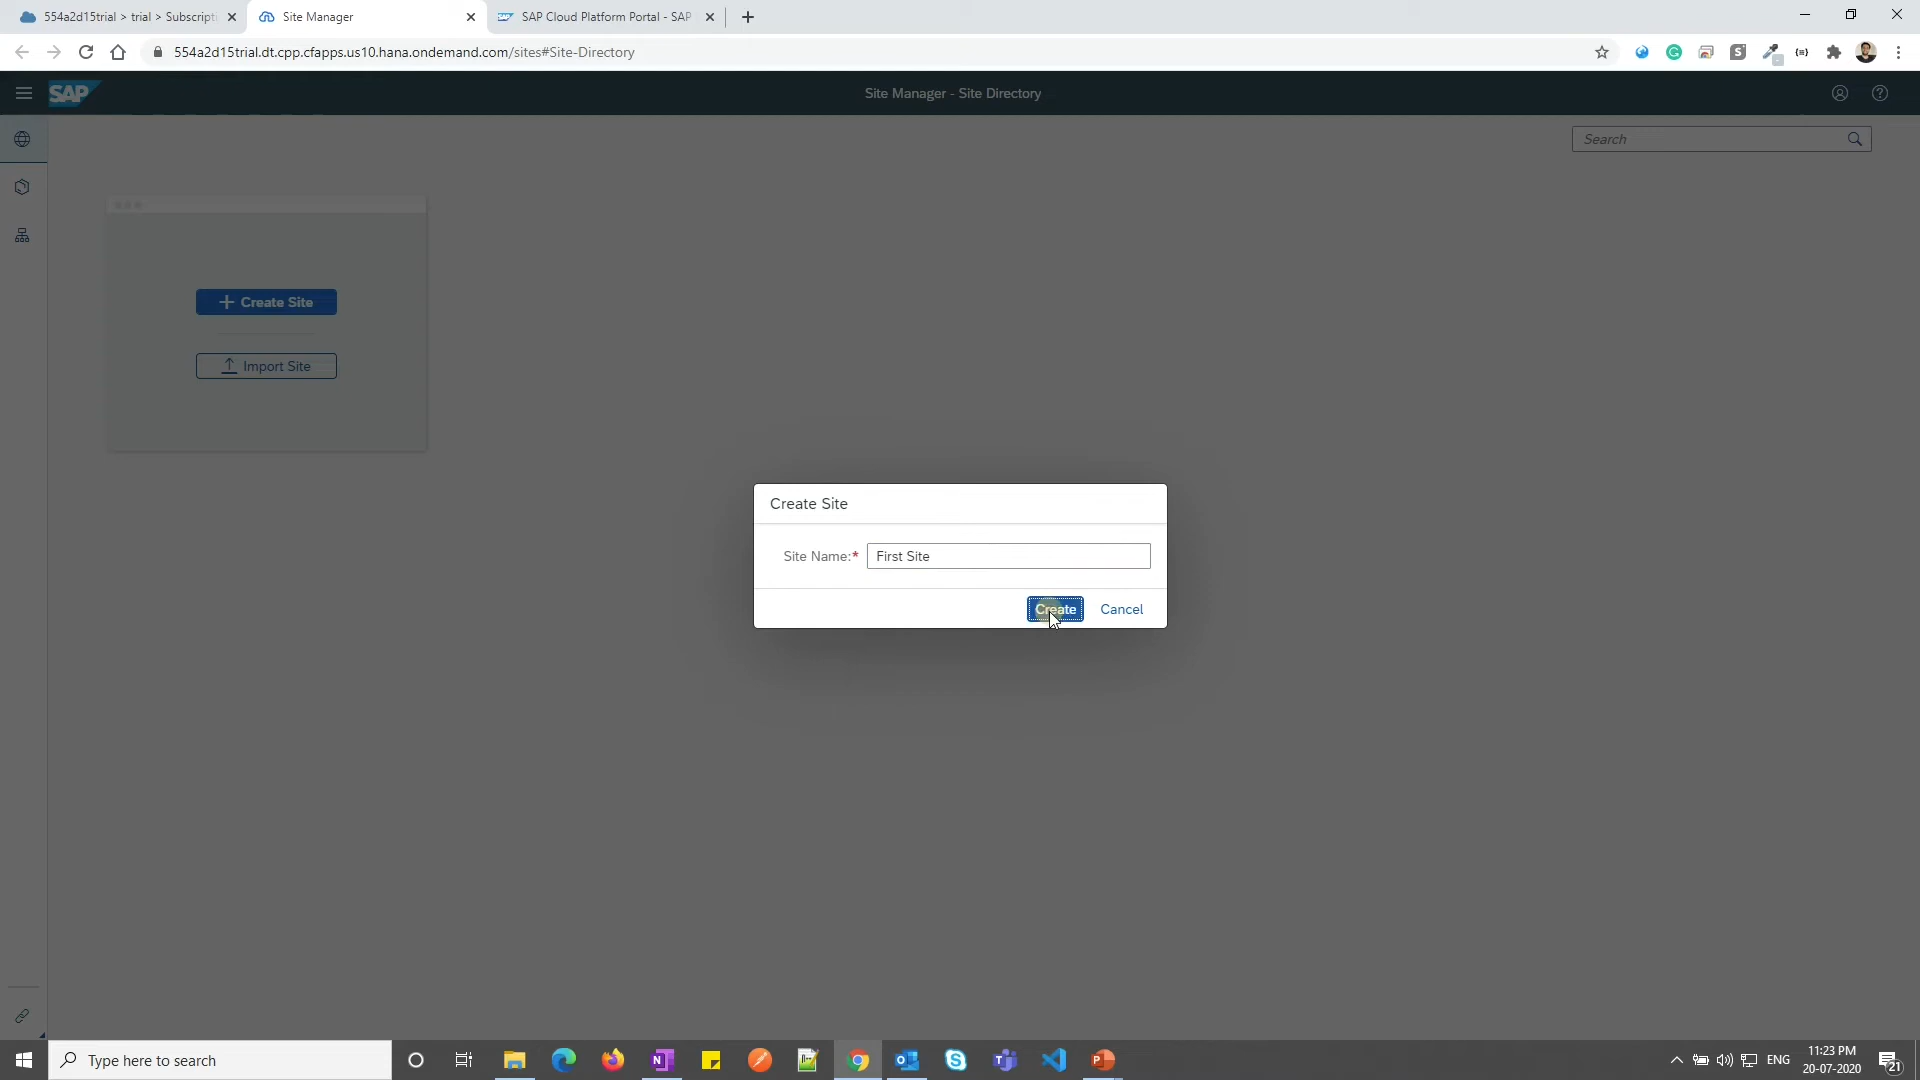 554a2d15trial > trial > Subscripti
Site Manager
SAP Cloud Platform Portal - SAP
554a2d15trial.dt.cpp.cfapps.us10.hana.ondemand.com/sites#Site-Directory
SAP
Site Manager - Site Directory
Search
Create Site
Import Site
Create Site
Site Name:*
First Site
Create
Cancel
Type here to search
ENG
11:23 PM
20-07-2020
21